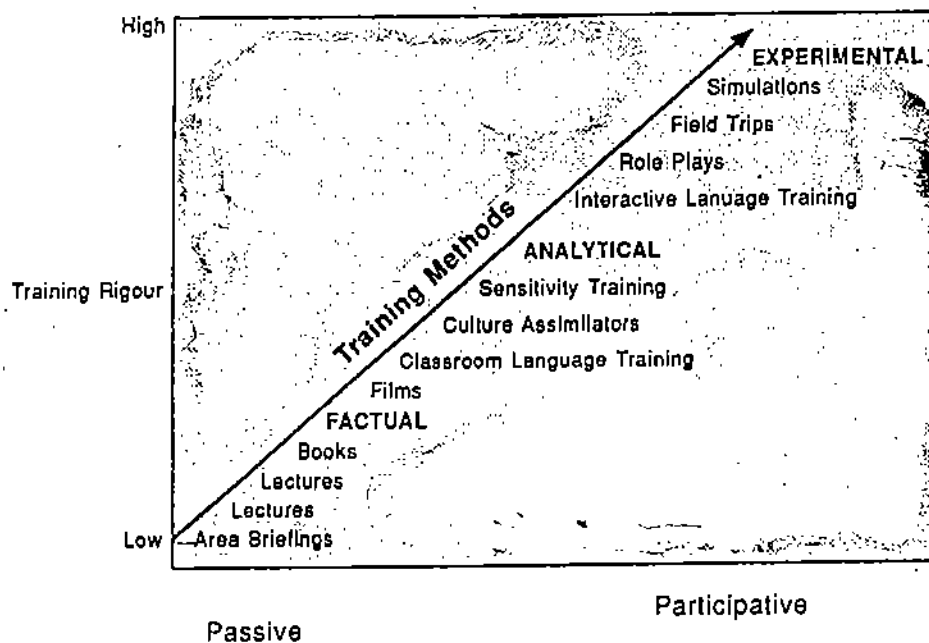 High
EXPERIMENTAL
Simulations
Field Trips
Role Plays
Interactive Lanuage Training
Training Methods
ANALYTICAL
Training Rigour
Sensitivity Training
Culture Assimilators
Classroom Language Training
Films
FACTUAL
Books
Lectures
Lectures
Low
Area Briefings
Participative
Passive